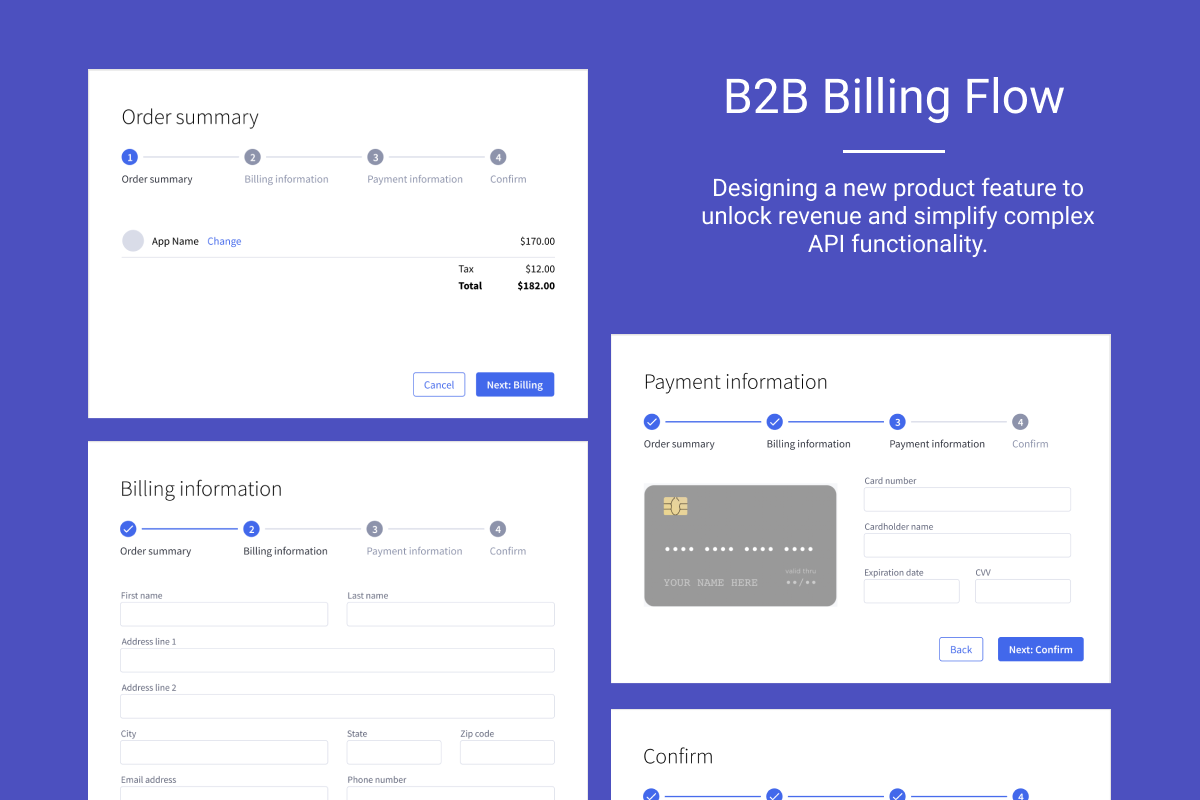 Order summary
1 2 3 4
Order summary Billing information Payment information Confirm
App Name Change $170.00
Tax $12.00
Total $182.00
Cancel Next: Billing
B2B Billing Flow
Designing a new product feature to
unlock revenue and simplify complex
API functionality.
Billing information
2 3 4
Order summary Billing information Payment information Confirm
First name Last name
Address line 1
Address line 2
City State Zip code
Email address Phone number
Payment information
3 4
Order summary Billing information Payment information Confirm
Card number
Cardholder name
Expiration date CVV
•••• •••• •••• ••••
valid thru
YOUR NAME HERE ••/••
Back Next: Confirm
Confirm
4